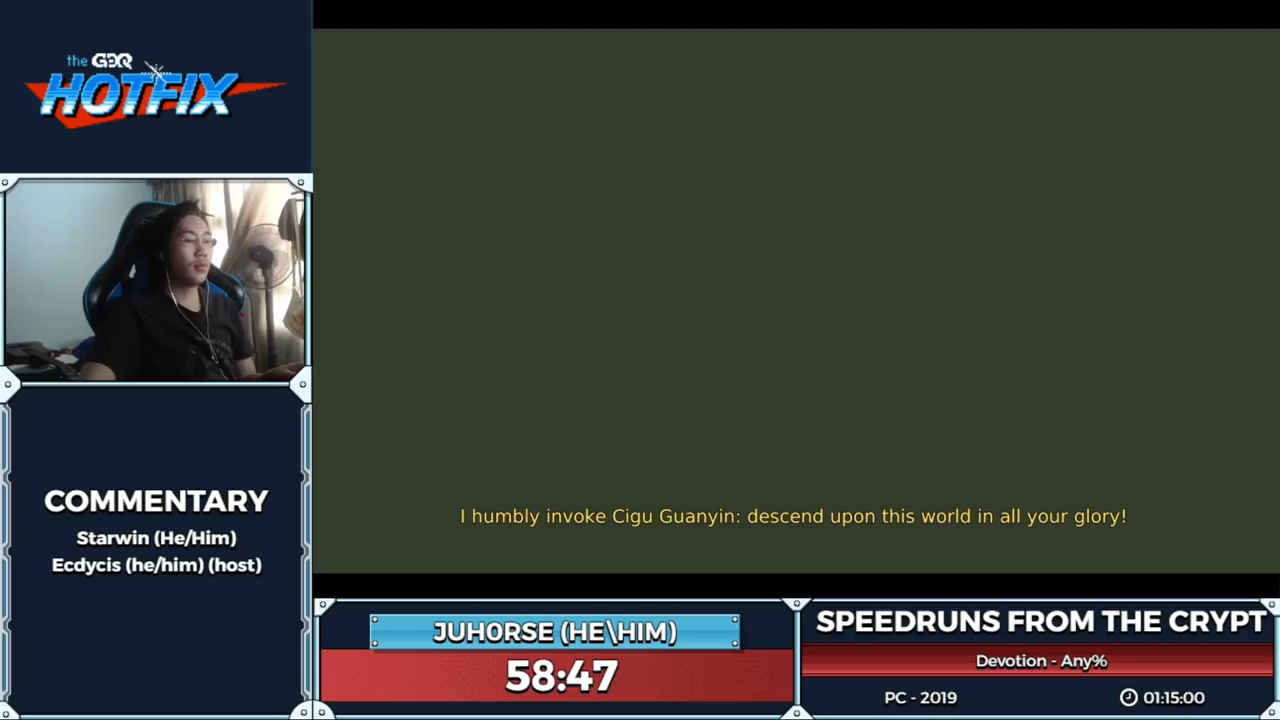 the GDQ
HOTFIX
I humbly invoke Cigu Guanyin: descend upon this world in all your glory!
COMMENTARY
Starwin (He/Him)
Ecdycis (he/him) (host)
JUH0RSE (HE\HIM)
58:47
SPEEDRUNS FROM THE CRYPT
Devotion - Any%
PC - 2019
01:15:00